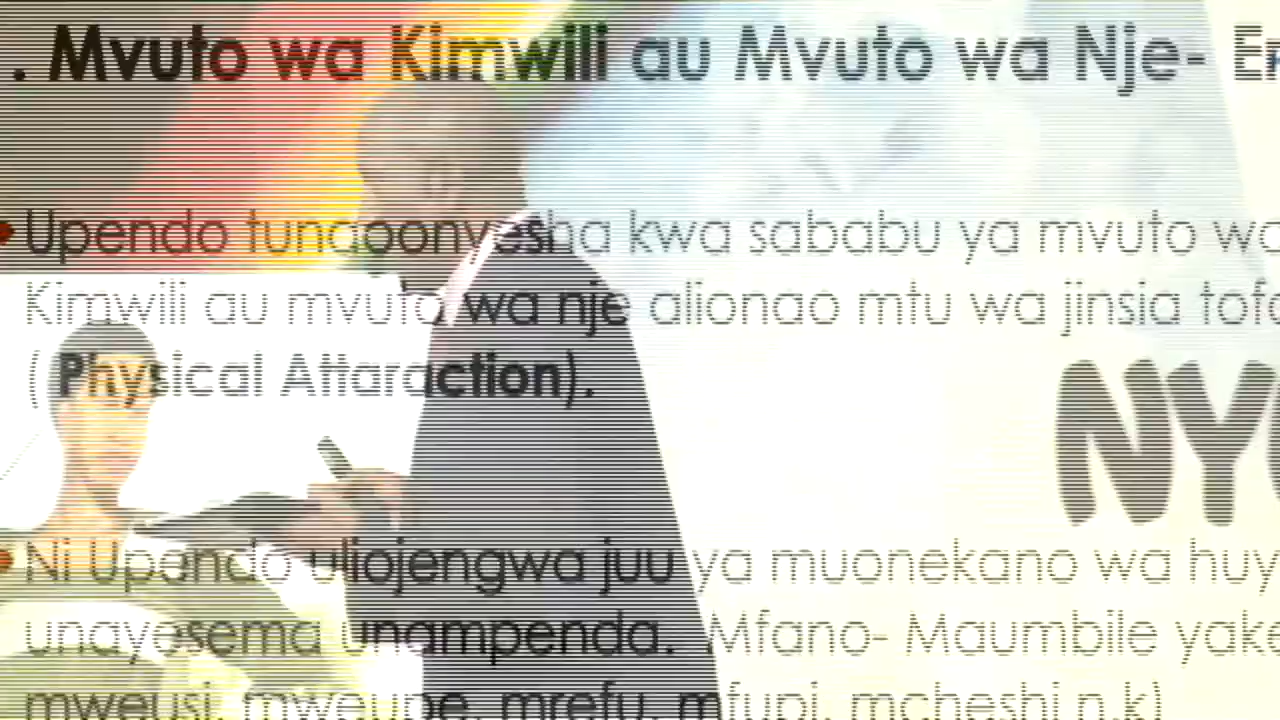 . Mvuto wa Kimwili au Mvuto wa Nje-
Upendo tunaoonyesha kwa sababu ya mvuto wa
Kimwili au mvuto wa nje alionao mtu wa jinsia
( Physical Attaraction).
NY
Ni Upendo uliojengwa juu ya muonekano wa
unayesema unampenda. Mfano- Maumbile yake
mweusi, mweupe, mrefu, mfupi, mcheshi n.k)